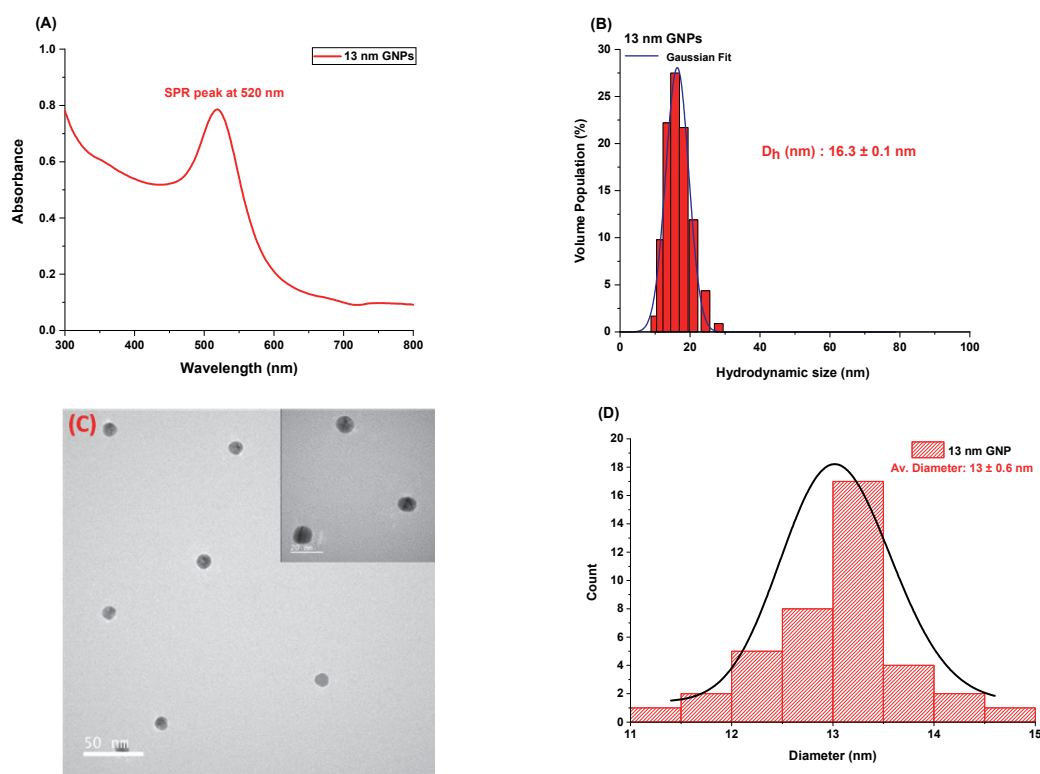 (A)
13 nm GNPs
SPR peak at 520 nm
1.0
0.8
0.6
0.4
0.2
0.0
Absorbance
300 400 500 600 700 800
Wavelength (nm)
(B)
13 nm GNPs
Gaussian Fit
Dh (nm) : 16.3 ± 0.1 nm
30
25
20
15
10
5
0
Volume Population (%)
0 20 40 60 80 100
Hydrodynamic size (nm)
(C)
20 nm
50 nm
(D)
13 nm GNP
Av. Diameter: 13 ± 0.6 nm
20
18
16
14
12
10
8
6
4
2
0
Count
11 12 13 14 15
Diameter (nm)